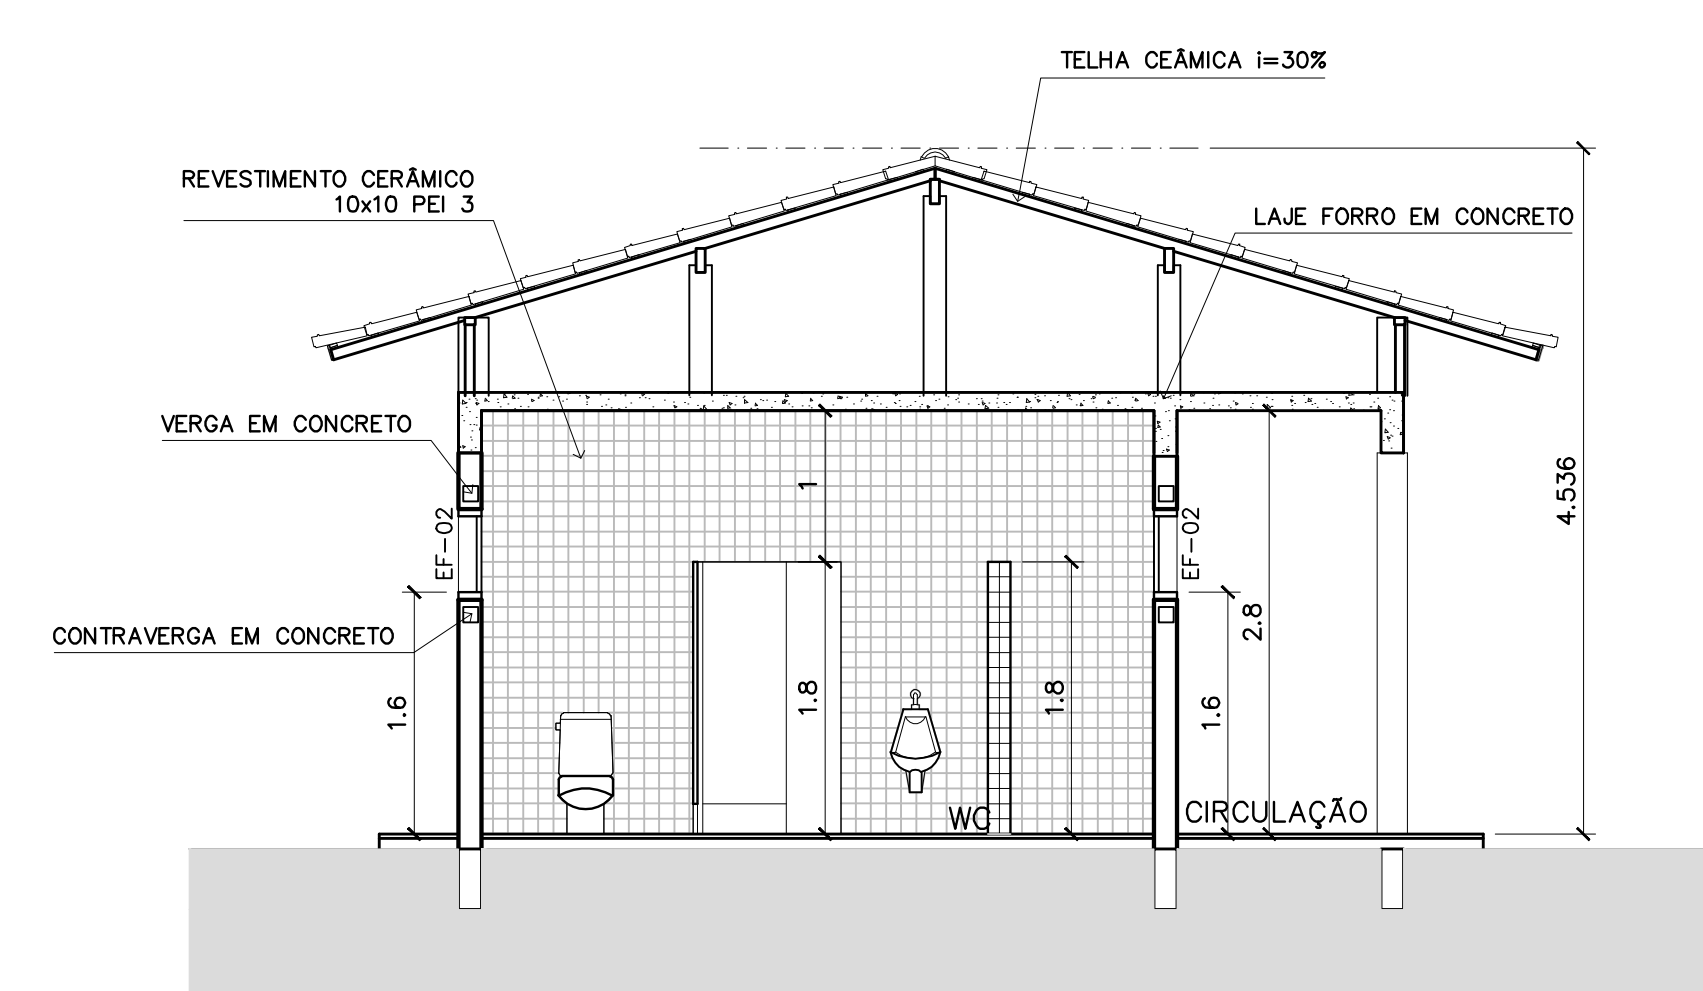 TELHA CEÂMICA i=30%
REVESTIMENTO CERÂMICO
10x10 PEI 3
LAJE FORRO EM CONCRETO
VERGA EM CONCRETO
1
4.536
EF-02
EF-02
2.8
CONTRAVERGA EM CONCRETO
1.6
1.8
1.8
1.6
WC
CIRCULAÇÃO